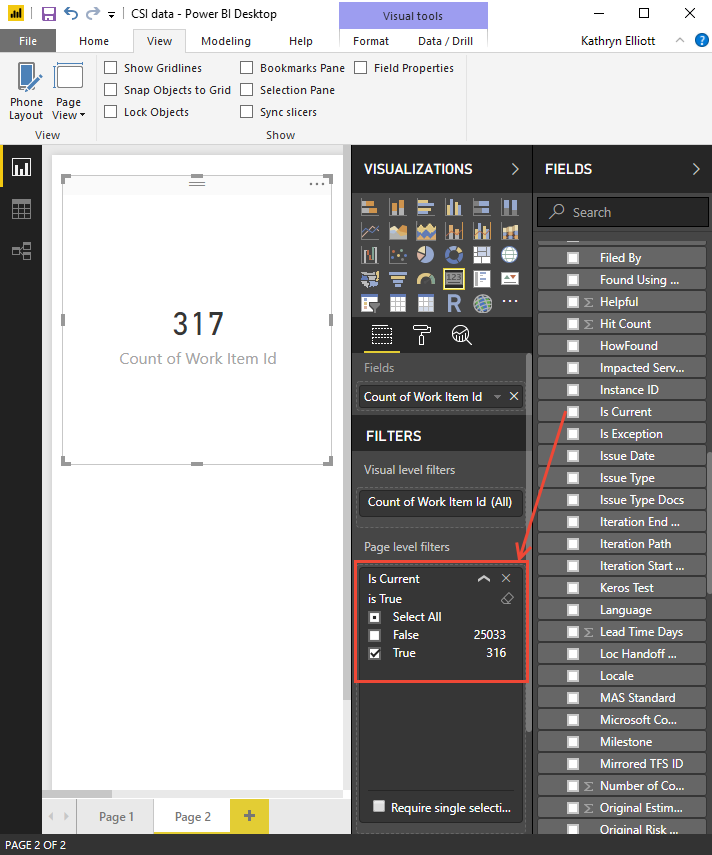 CSI data - Power BI Desktop
Visual tools
File Home View Modeling Help Format Data / Drill Kathryn Elliott
Phone Layout
Page View
Show Gridlines
Snap Objects to Grid
Lock Objects
Bookmarks Pane
Selection Pane
Sync slicers
Field Properties
View
Show
317
Count of Work Item Id
VISUALIZATIONS
123
R
Fields
Count of Work Item Id
FILTERS
Visual level filters
Count of Work Item Id (All)
Page level filters
Is Current
is True
Select All
False 25033
True 316
Require single selecti...
FIELDS
Search
Filed By
Found Using ...
Helpful
Hit Count
HowFound
Impacted Serv...
Instance ID
Is Current
Is Exception
Issue Date
Issue Type
Issue Type Docs
Iteration End ...
Iteration Path
Iteration Start ...
Keros Test
Language
Lead Time Days
Loc Handoff ...
Locale
MAS Standard
Microsoft Co...
Milestone
Mirrored TFS ID
Number of Co...
Original Estim...
Original Risk ...
Page 1
Page 2
PAGE 2 OF 2